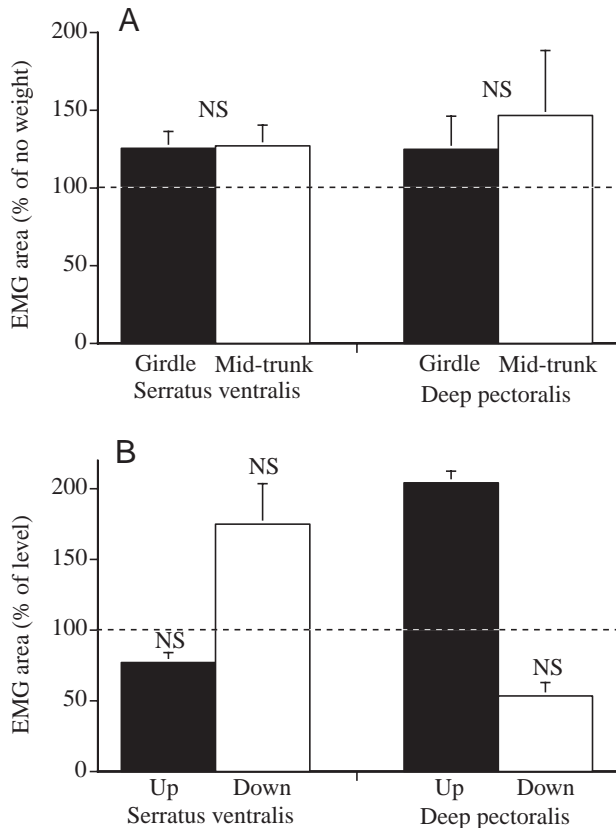 A
EMG area (% of no weight)
200
150
100
50
0
NS
NS
Girdle Mid-trunk
Serratus ventralis
Girdle Mid-trunk
Deep pectoralis
B
EMG area (% of level)
200
150
100
50
0
NS
NS
NS
Up Down
Serratus ventralis
Up Down
Deep pectoralis